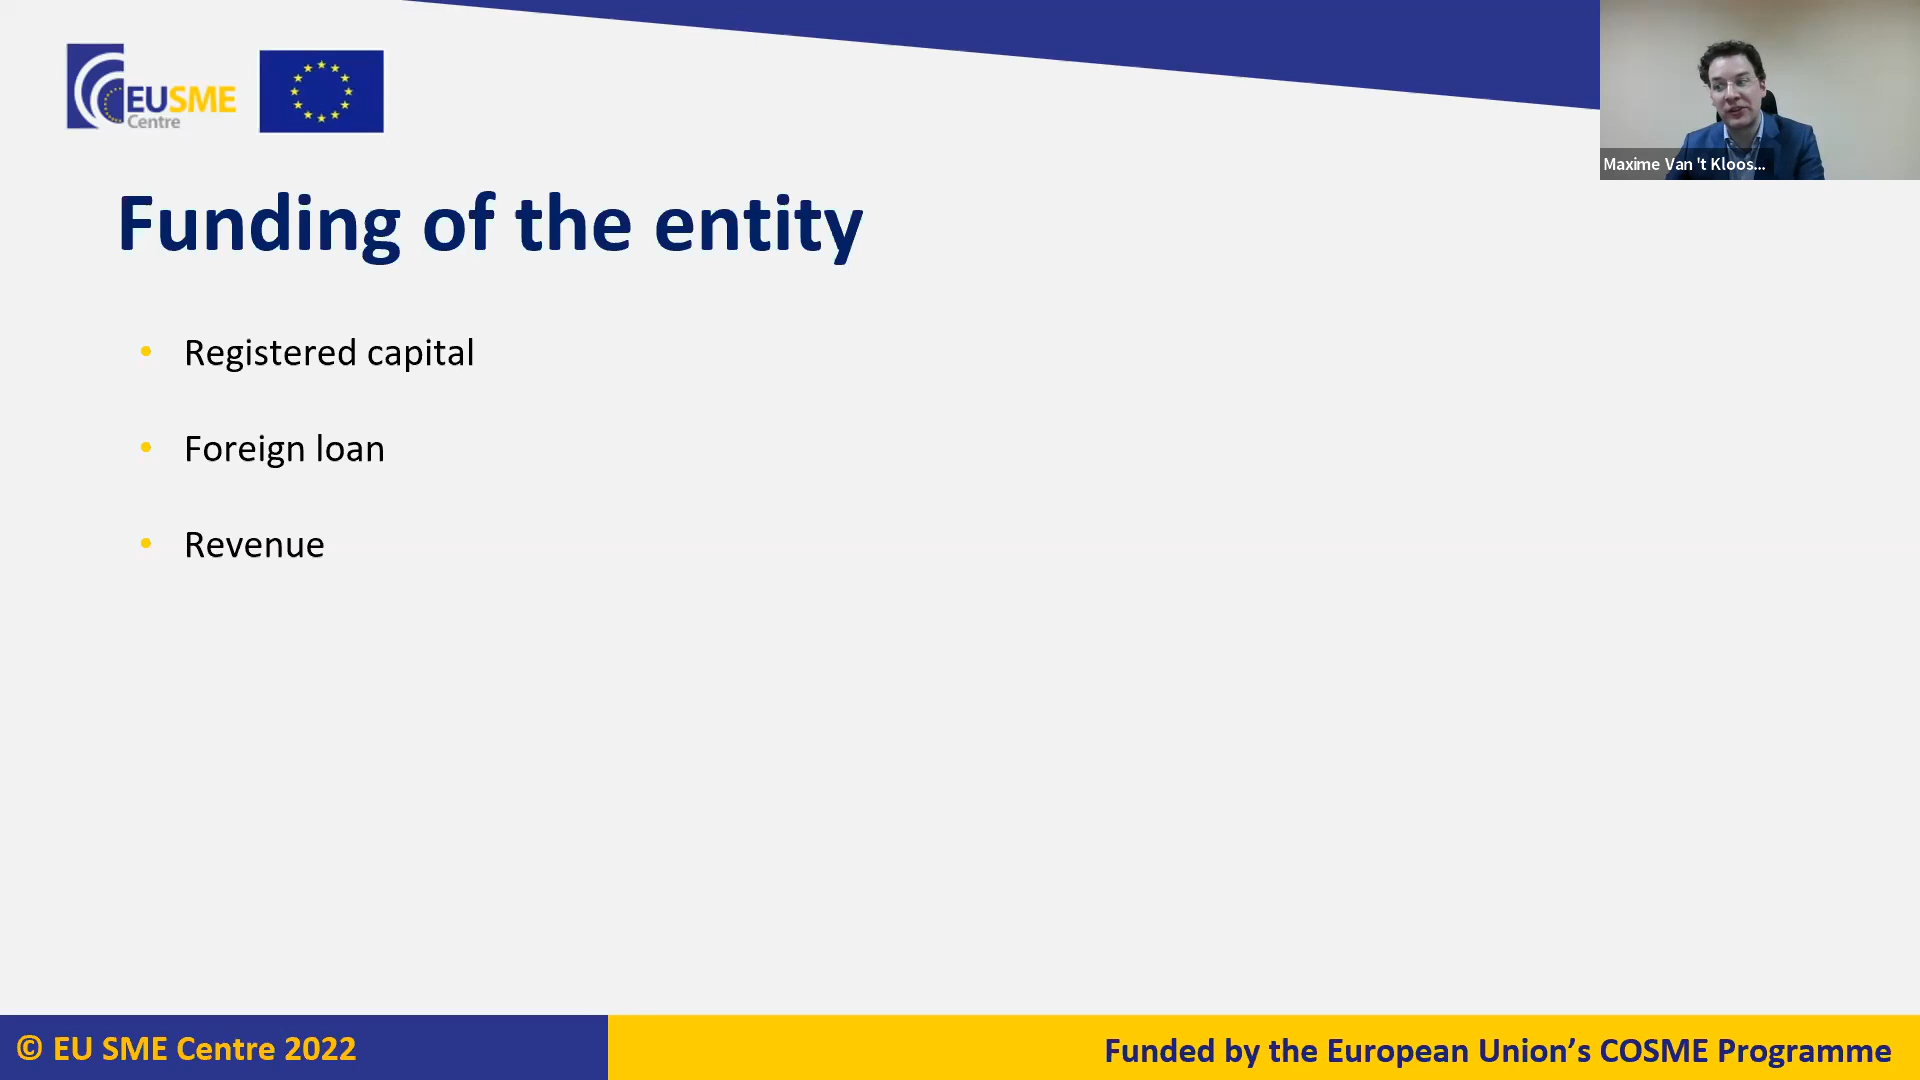 EUSME
Centre
Maxime Van 't Kloos...
Funding of the entity
• Registered capital
• Foreign loan
• Revenue
© EU SME Centre 2022
Funded by the European Union’s COSME Programme